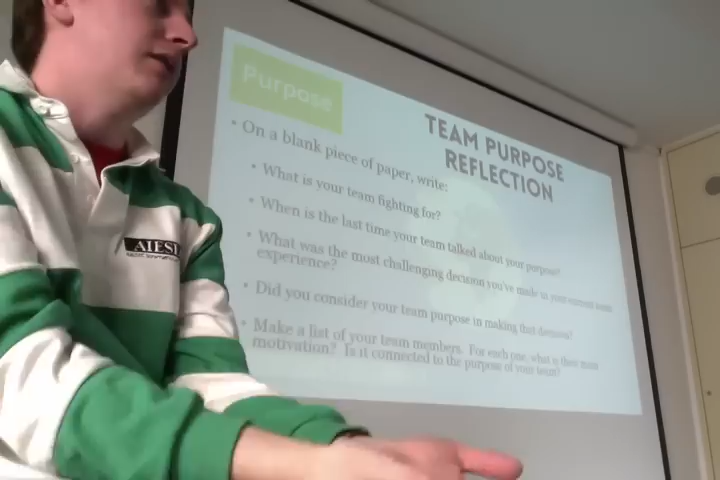 Purpose
TEAM PURPOSE
REFLECTION
• On a blank piece of paper, write:
• What is your team fighting for?
• When is the last time your team talked about your purpose?
• What was the most challenging decision you've made in your current team
experience?
• Did you consider your team purpose in making that decision?
• Make a list of your team members. For each one, what is their main
motivation? Is it connected to the purpose of your team?
AIESE